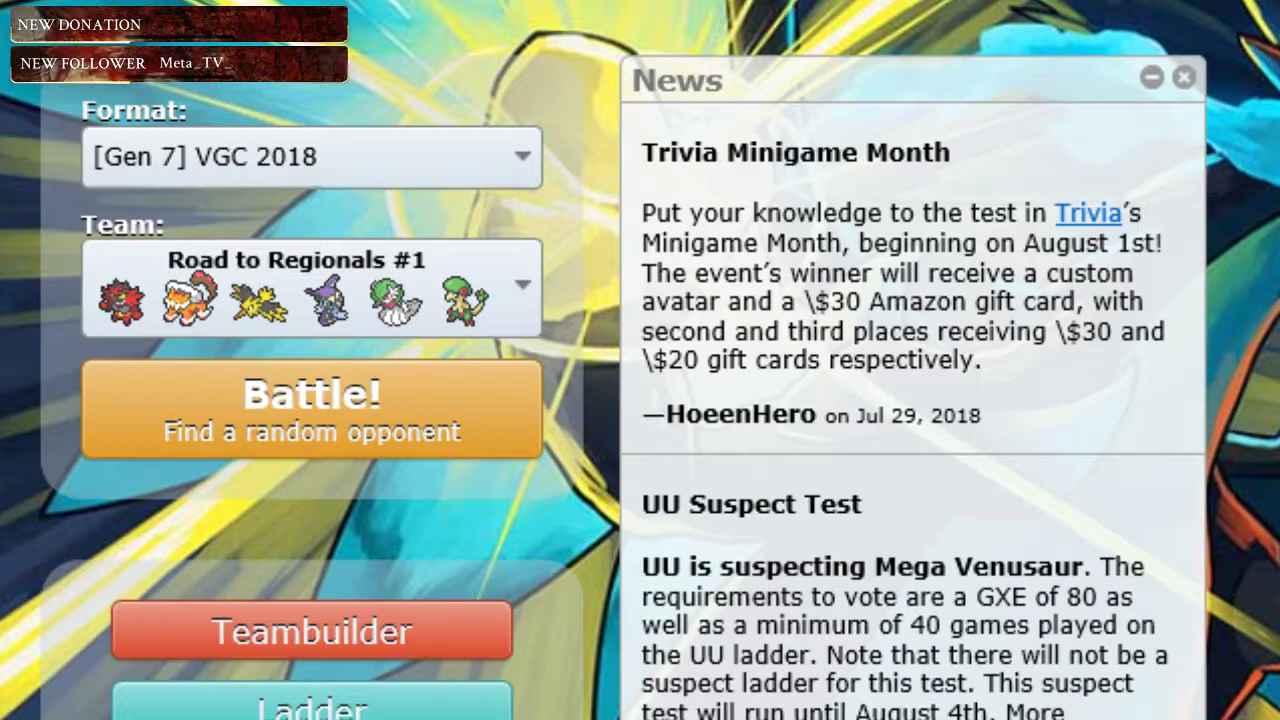 NEW DONATION
NEW FOLLOWER Meta_TV_
Format:
[Gen 7] VGC 2018
Team:
Road to Regionals #1
Battle!
Find a random opponent
Teambuilder
Ladder
News
Trivia Minigame Month
Put your knowledge to the test in Trivia's
Minigame Month, beginning on August 1st!
The event's winner will receive a custom
avatar and a \$30 Amazon gift card, with
second and third places receiving \$30 and
\$20 gift cards respectively.
—HoeenHero on Jul 29, 2018
UU Suspect Test
UU is suspecting Mega Venusaur. The
requirements to vote are a GXE of 80 as
well as a minimum of 40 games played on
the UU ladder. Note that there will not be a
suspect ladder for this test. This suspect
test will run until August 4th. More